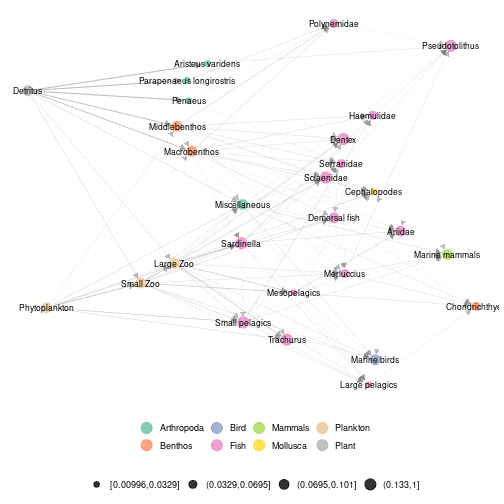 Polynemidae
Pseudotolithus
Aristeus varidens
Parapenaeus longirostris
Detritus
Penaeus
Haemulidae
Middlebenthos
Dentex
Macrobenthos
Serranidae
Sciaenidae
Cephalopodes
Miscellaneous
Demersal fish
Ariidae
Sardinella
Marine mammals
Large Zoo
Merluccius
Small Zoo
Mesopelagics
Phytoplankton
Chondrichthye
Small pelagics
Trachurus
Marine birds
Large pelagics
Arthropoda Bird Mammals Plankton
Benthos Fish Mollusca Plant
[0.00996,0.0329] (0.0329,0.0695] (0.0695,0.101] (0.133,1]